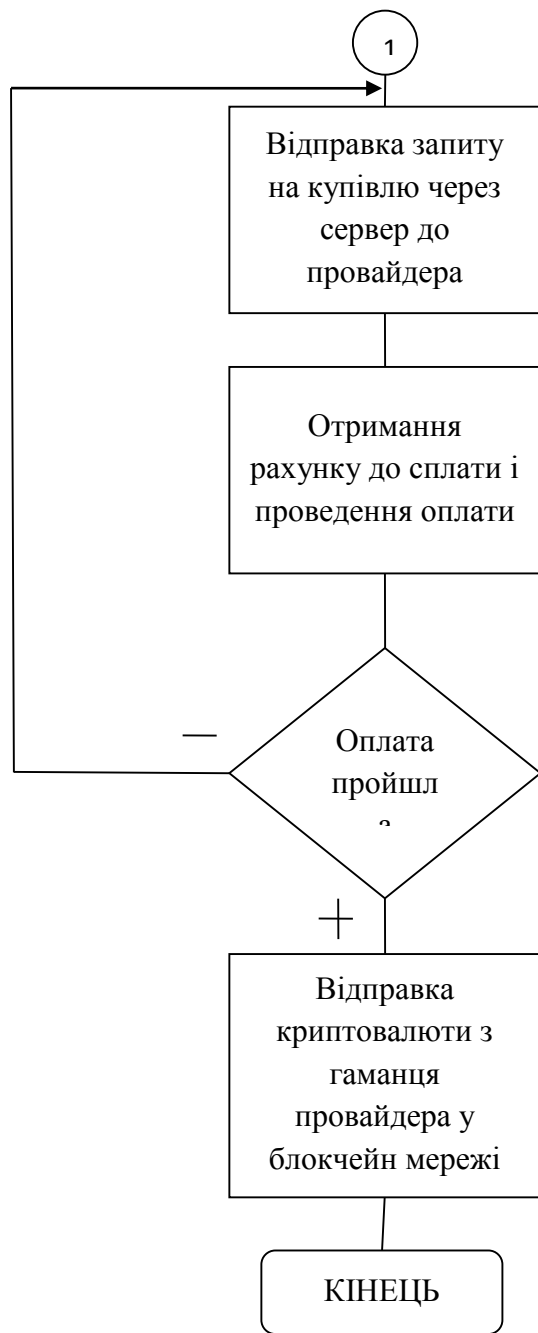 1
Відправка запиту
на купівлю через
сервер до
провайдера
Отримання
рахунку до сплати і
проведення оплати
—
Оплата
пройшл
а
+
Відправка
криптовалюти з
гаманця
провайдера у
блокчейн мережі
КІНЕЦЬ